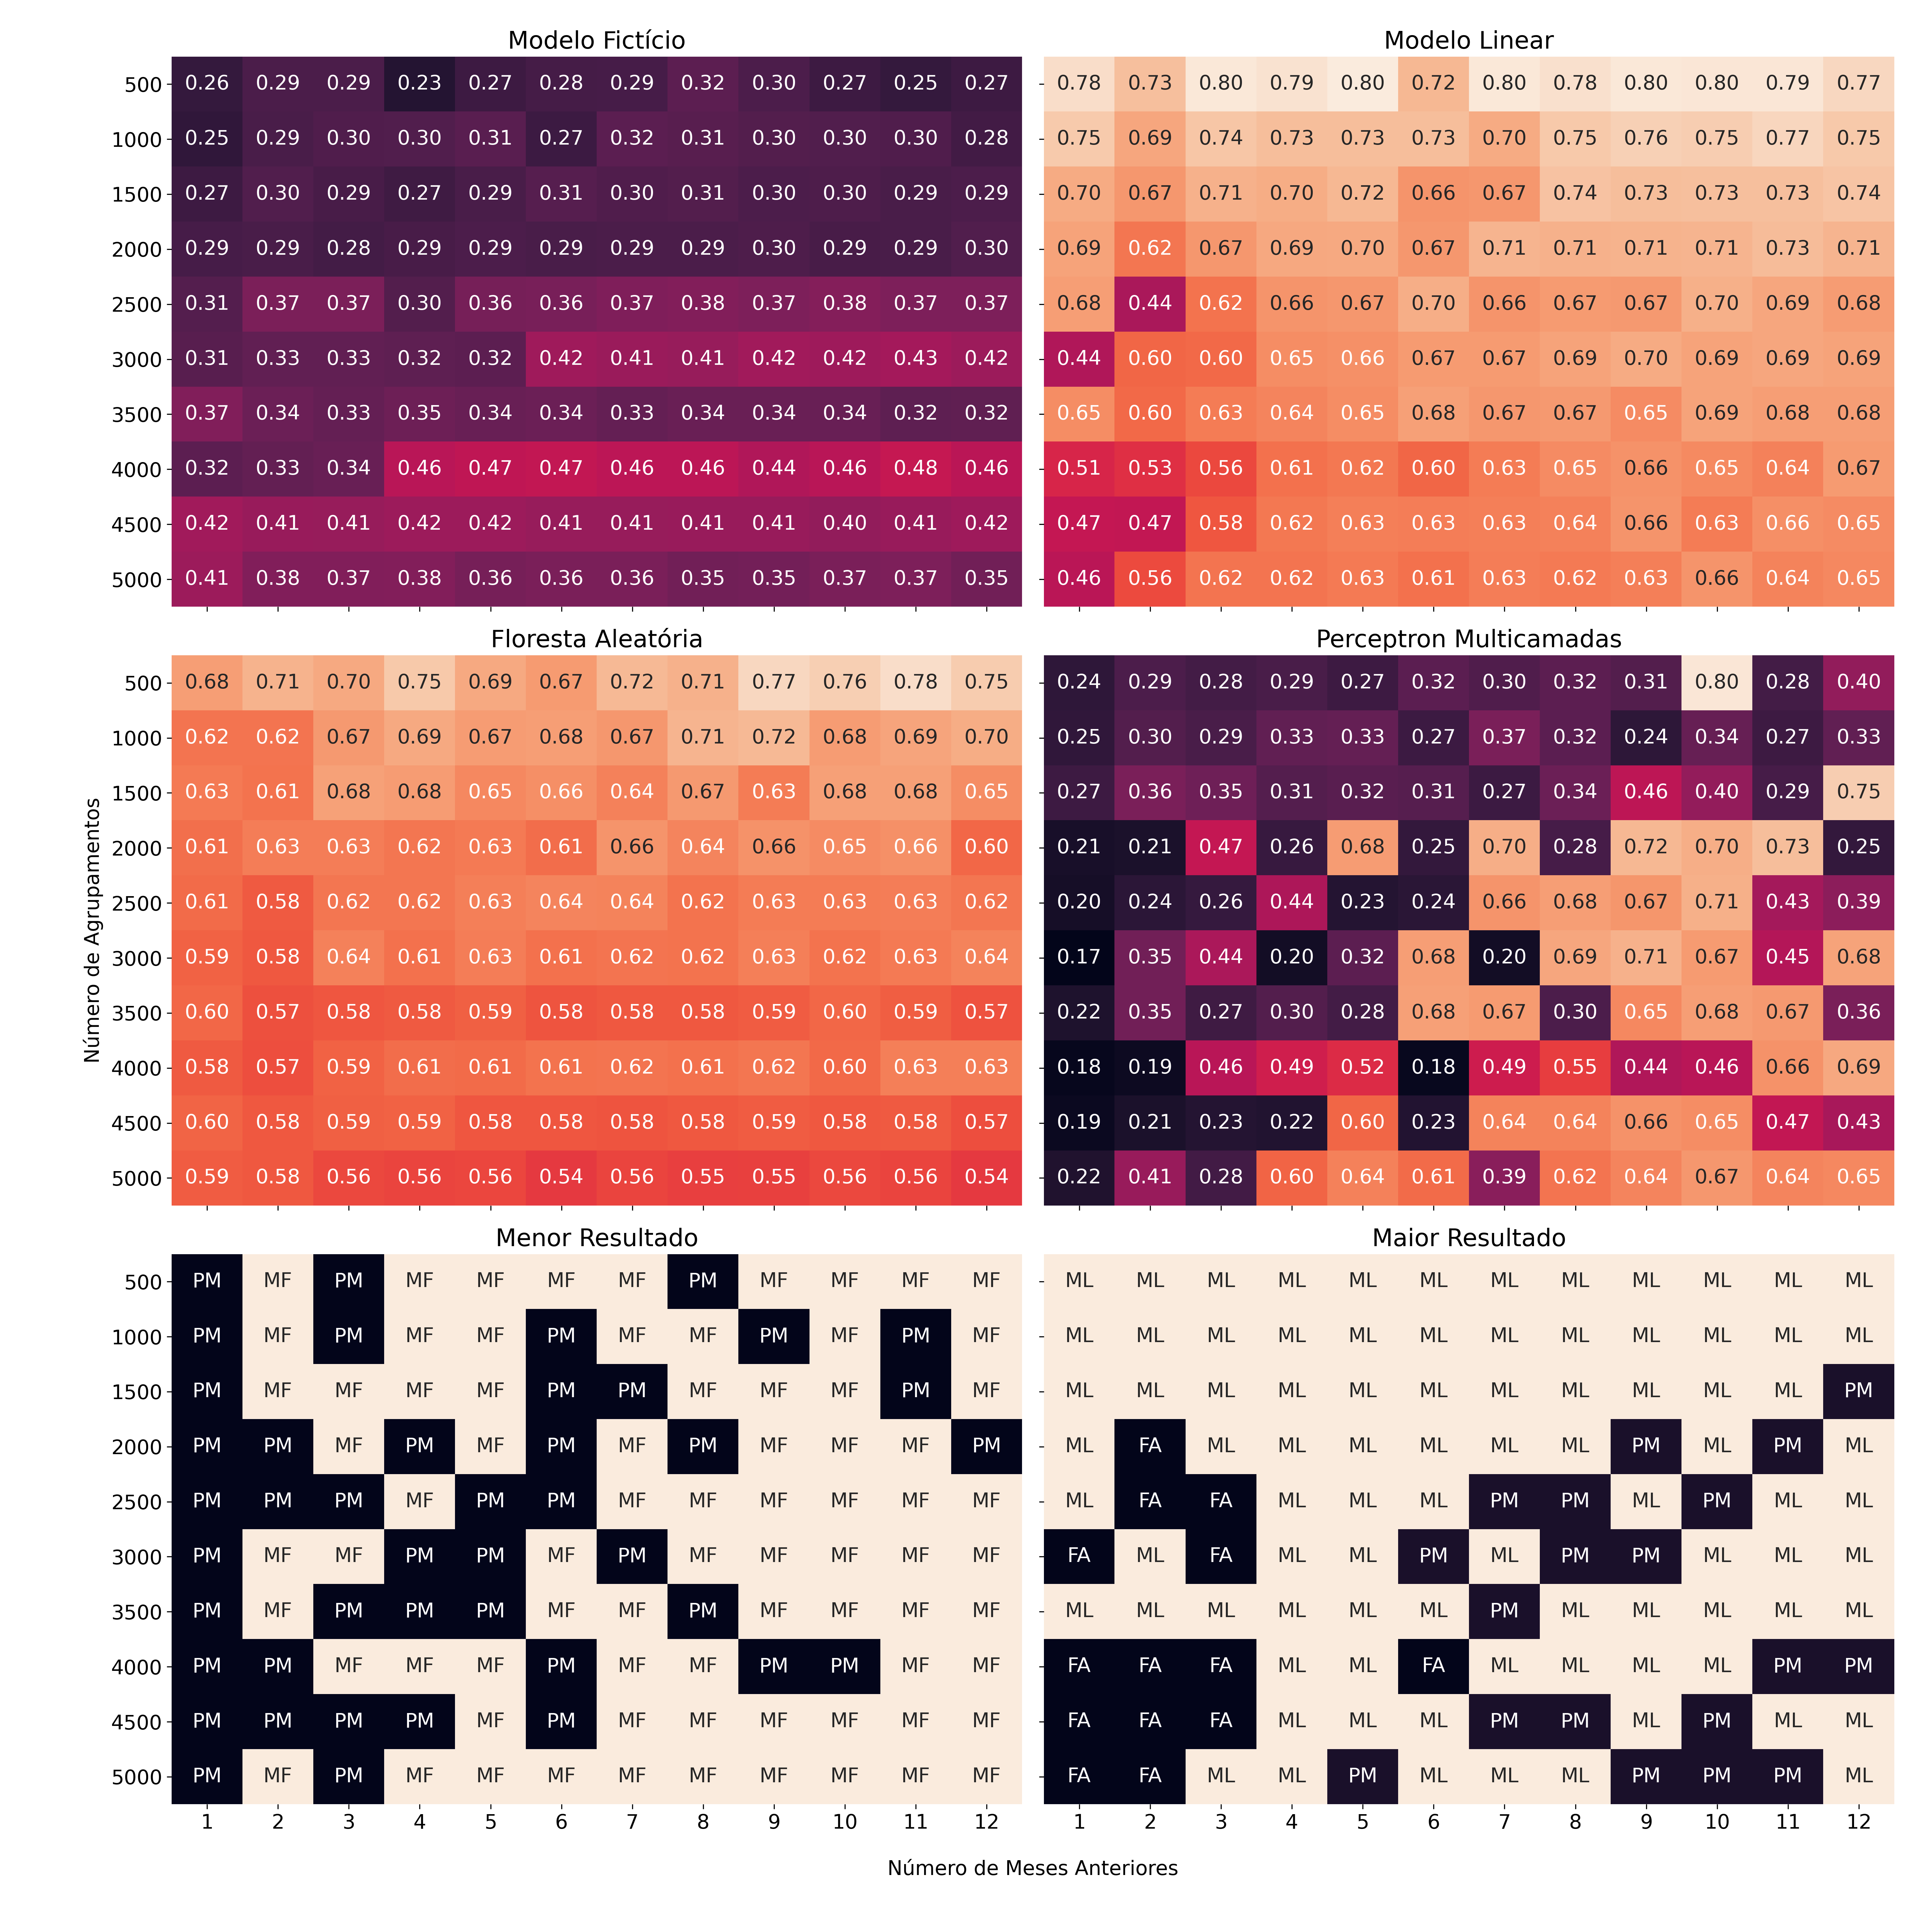 Modelo Fictício
500 0.26 0.29 0.29 0.23 0.27 0.28 0.29 0.32 0.30 0.27 0.25 0.27
1000 0.25 0.29 0.30 0.30 0.31 0.27 0.32 0.31 0.30 0.30 0.30 0.28
1500 0.27 0.30 0.29 0.27 0.29 0.31 0.30 0.31 0.30 0.30 0.29 0.29
2000 0.29 0.29 0.28 0.29 0.29 0.29 0.29 0.29 0.30 0.29 0.29 0.30
2500 0.31 0.37 0.37 0.30 0.36 0.36 0.37 0.38 0.37 0.38 0.37 0.37
3000 0.31 0.33 0.33 0.32 0.32 0.42 0.41 0.41 0.42 0.42 0.43 0.42
3500 0.37 0.34 0.33 0.35 0.34 0.34 0.33 0.34 0.34 0.34 0.32 0.32
4000 0.32 0.33 0.34 0.46 0.47 0.47 0.46 0.46 0.44 0.46 0.48 0.46
4500 0.42 0.41 0.41 0.42 0.42 0.41 0.41 0.41 0.41 0.40 0.41 0.42
5000 0.41 0.38 0.37 0.38 0.36 0.36 0.36 0.35 0.35 0.37 0.37 0.35
Modelo Linear
0.78 0.73 0.80 0.79 0.80 0.72 0.80 0.78 0.80 0.80 0.79 0.77
0.75 0.69 0.74 0.73 0.73 0.73 0.70 0.75 0.76 0.75 0.77 0.75
0.70 0.67 0.71 0.70 0.72 0.66 0.67 0.74 0.73 0.73 0.73 0.74
0.69 0.62 0.67 0.69 0.70 0.67 0.71 0.71 0.71 0.71 0.73 0.71
0.68 0.44 0.62 0.66 0.67 0.70 0.66 0.67 0.67 0.70 0.69 0.68
0.44 0.60 0.60 0.65 0.66 0.67 0.67 0.69 0.70 0.69 0.69 0.69
0.65 0.60 0.63 0.64 0.65 0.68 0.67 0.67 0.65 0.69 0.68 0.68
0.51 0.53 0.56 0.61 0.62 0.60 0.63 0.65 0.66 0.65 0.64 0.67
0.47 0.47 0.58 0.62 0.63 0.63 0.63 0.64 0.66 0.63 0.66 0.65
0.46 0.56 0.62 0.62 0.63 0.61 0.63 0.62 0.63 0.66 0.64 0.65
Número de Agrupamentos
Floresta Aleatória
500 0.68 0.71 0.70 0.75 0.69 0.67 0.72 0.71 0.77 0.76 0.78 0.75
1000 0.62 0.62 0.67 0.69 0.67 0.68 0.67 0.71 0.72 0.68 0.69 0.70
1500 0.63 0.61 0.68 0.68 0.65 0.66 0.64 0.67 0.63 0.68 0.68 0.65
2000 0.61 0.63 0.63 0.62 0.63 0.61 0.66 0.64 0.66 0.65 0.66 0.60
2500 0.61 0.58 0.62 0.62 0.63 0.64 0.64 0.62 0.63 0.63 0.63 0.62
3000 0.59 0.58 0.64 0.61 0.63 0.61 0.62 0.62 0.63 0.62 0.63 0.64
3500 0.60 0.57 0.58 0.58 0.59 0.58 0.58 0.58 0.59 0.60 0.59 0.57
4000 0.58 0.57 0.59 0.61 0.61 0.61 0.62 0.61 0.62 0.60 0.63 0.63
4500 0.60 0.58 0.59 0.59 0.58 0.58 0.58 0.58 0.59 0.58 0.58 0.57
5000 0.59 0.58 0.56 0.56 0.56 0.54 0.56 0.55 0.55 0.56 0.56 0.54
Perceptron Multicamadas
0.24 0.29 0.28 0.29 0.27 0.32 0.30 0.32 0.31 0.80 0.28 0.40
0.25 0.30 0.29 0.33 0.33 0.27 0.37 0.32 0.24 0.34 0.27 0.33
0.27 0.36 0.35 0.31 0.32 0.31 0.27 0.34 0.46 0.40 0.29 0.75
0.21 0.21 0.47 0.26 0.68 0.25 0.70 0.28 0.72 0.70 0.73 0.25
0.20 0.24 0.26 0.44 0.23 0.24 0.66 0.68 0.67 0.71 0.43 0.39
0.17 0.35 0.44 0.20 0.32 0.68 0.20 0.69 0.71 0.67 0.45 0.68
0.22 0.35 0.27 0.30 0.28 0.68 0.67 0.30 0.65 0.68 0.67 0.36
0.18 0.19 0.46 0.49 0.52 0.18 0.49 0.55 0.44 0.46 0.66 0.69
0.19 0.21 0.23 0.22 0.60 0.23 0.64 0.64 0.66 0.65 0.47 0.43
0.22 0.41 0.28 0.60 0.64 0.61 0.39 0.62 0.64 0.67 0.64 0.65
Menor Resultado
500 PM MF PM MF MF MF MF PM MF MF MF MF
1000 PM MF PM MF MF PM MF MF PM MF PM MF
1500 PM MF MF MF MF PM PM MF MF MF PM MF
2000 PM PM MF PM MF PM MF PM MF MF MF PM
2500 PM PM PM MF PM PM MF MF MF MF MF MF
3000 PM MF MF PM PM MF PM MF MF MF MF MF
3500 PM MF PM PM PM MF MF PM MF MF MF MF
4000 PM PM MF MF MF PM MF MF PM PM MF MF
4500 PM PM PM PM MF PM MF MF MF MF MF MF
5000 PM MF PM MF MF MF MF MF MF MF MF MF
1 2 3 4 5 6 7 8 9 10 11 12
Maior Resultado
ML ML ML ML ML ML ML ML ML ML ML ML
ML ML ML ML ML ML ML ML ML ML ML ML
ML ML ML ML ML ML ML ML ML ML ML PM
ML FA ML ML ML ML ML ML PM ML PM ML
ML FA FA ML ML ML PM PM ML PM ML ML
FA ML FA ML ML PM ML PM PM ML ML ML
ML ML ML ML ML ML PM ML ML ML ML ML
FA FA FA ML ML FA ML ML ML ML PM PM
FA FA FA ML ML ML PM PM ML PM ML ML
FA FA ML ML PM ML ML ML PM PM PM ML
1 2 3 4 5 6 7 8 9 10 11 12
Número de Meses Anteriores